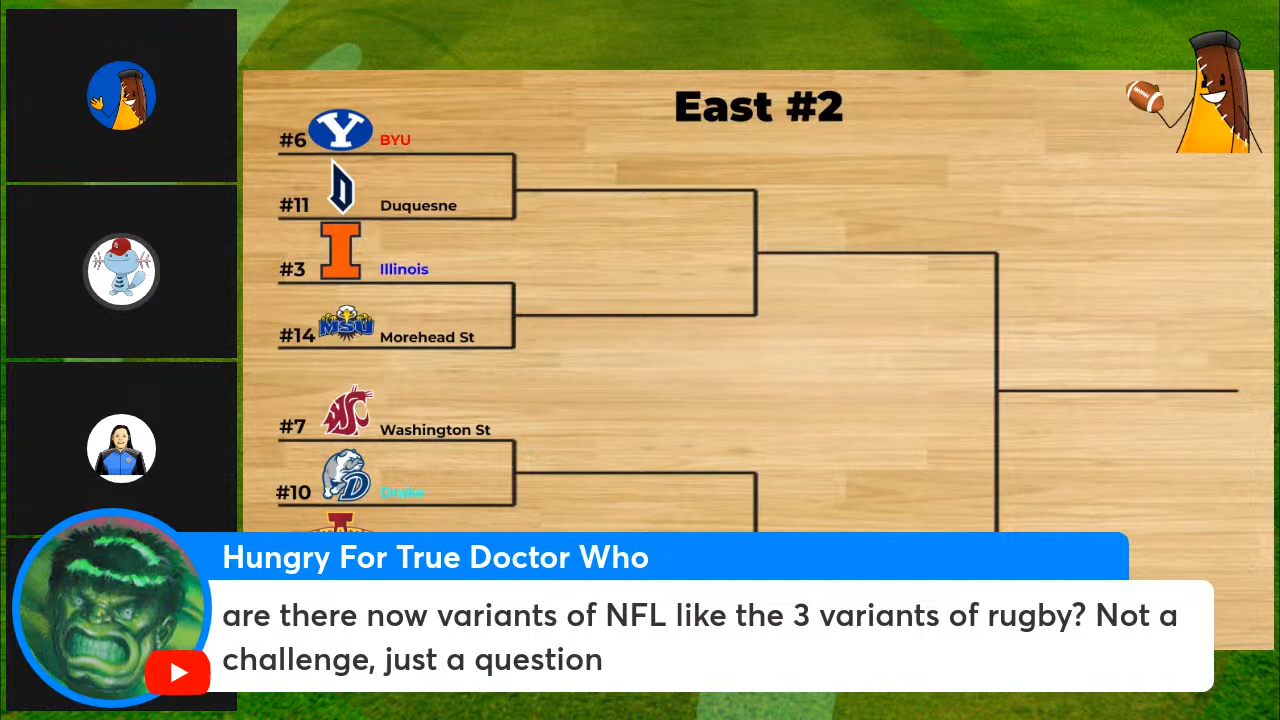 East #2
#6 Y BYU
#11 D Duquesne
#3 I Illinois
#14 MSU Morehead St
#7 Washington St
#10 D Drake
Hungry For True Doctor Who
are there now variants of NFL like the 3 variants of rugby? Not a
challenge, just a question